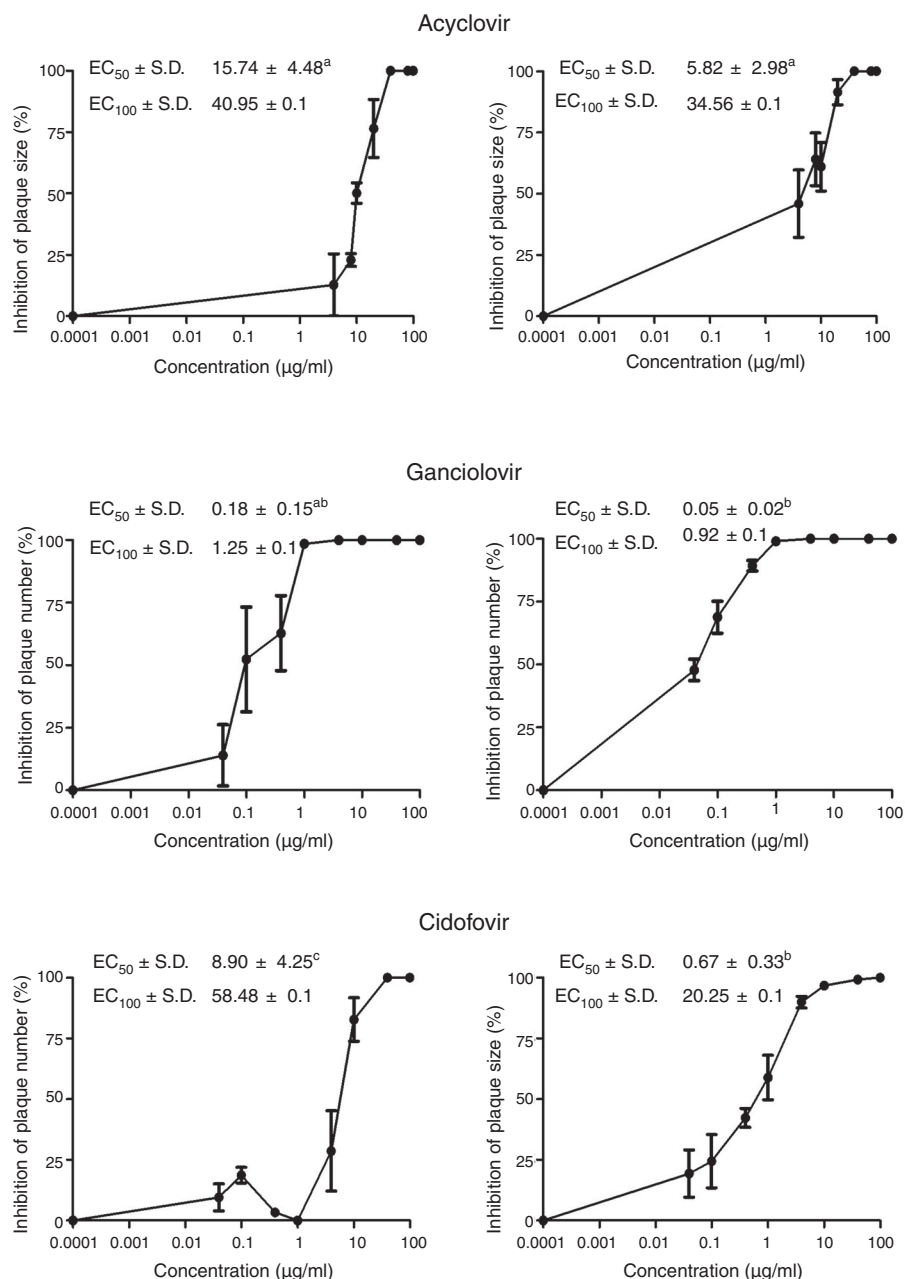 Acyclovir
EC50 ± S.D. 15.74 ± 4.48a
EC100 ± S.D. 40.95 ± 0.1
Inhibition of plaque size (%)
100
75
50
25
0
0.0001 0.001 0.01 0.1 1 10 100
Concentration (µg/ml)
EC50 ± S.D. 5.82 ± 2.98a
EC100 ± S.D. 34.56 ± 0.1
Inhibition of plaque size (%)
100
75
50
25
0
0.0001 0.001 0.01 0.1 1 10 100
Concentration (µg/ml)
Ganciolovir
EC50 ± S.D. 0.18 ± 0.15ab
EC100 ± S.D. 1.25 ± 0.1
Inhibition of plaque number (%)
100
75
50
25
0
0.0001 0.001 0.01 0.1 1 10 100
Concentration (µg/ml)
EC50 ± S.D. 0.05 ± 0.02b
EC100 ± S.D. 0.92 ± 0.1
Inhibition of plaque number (%)
100
75
50
25
0
0.0001 0.001 0.01 0.1 1 10 100
Concentration (µg/ml)
Cidofovir
EC50 ± S.D. 8.90 ± 4.25c
EC100 ± S.D. 58.48 ± 0.1
Inhibition of plaque number (%)
100
75
50
25
0
0.0001 0.001 0.01 0.1 1 10 100
Concentration (µg/ml)
EC50 ± S.D. 0.67 ± 0.33b
EC100 ± S.D. 20.25 ± 0.1
Inhibition of plaque size (%)
100
75
50
25
0
0.0001 0.001 0.01 0.1 1 10 100
Concentration (µg/ml)